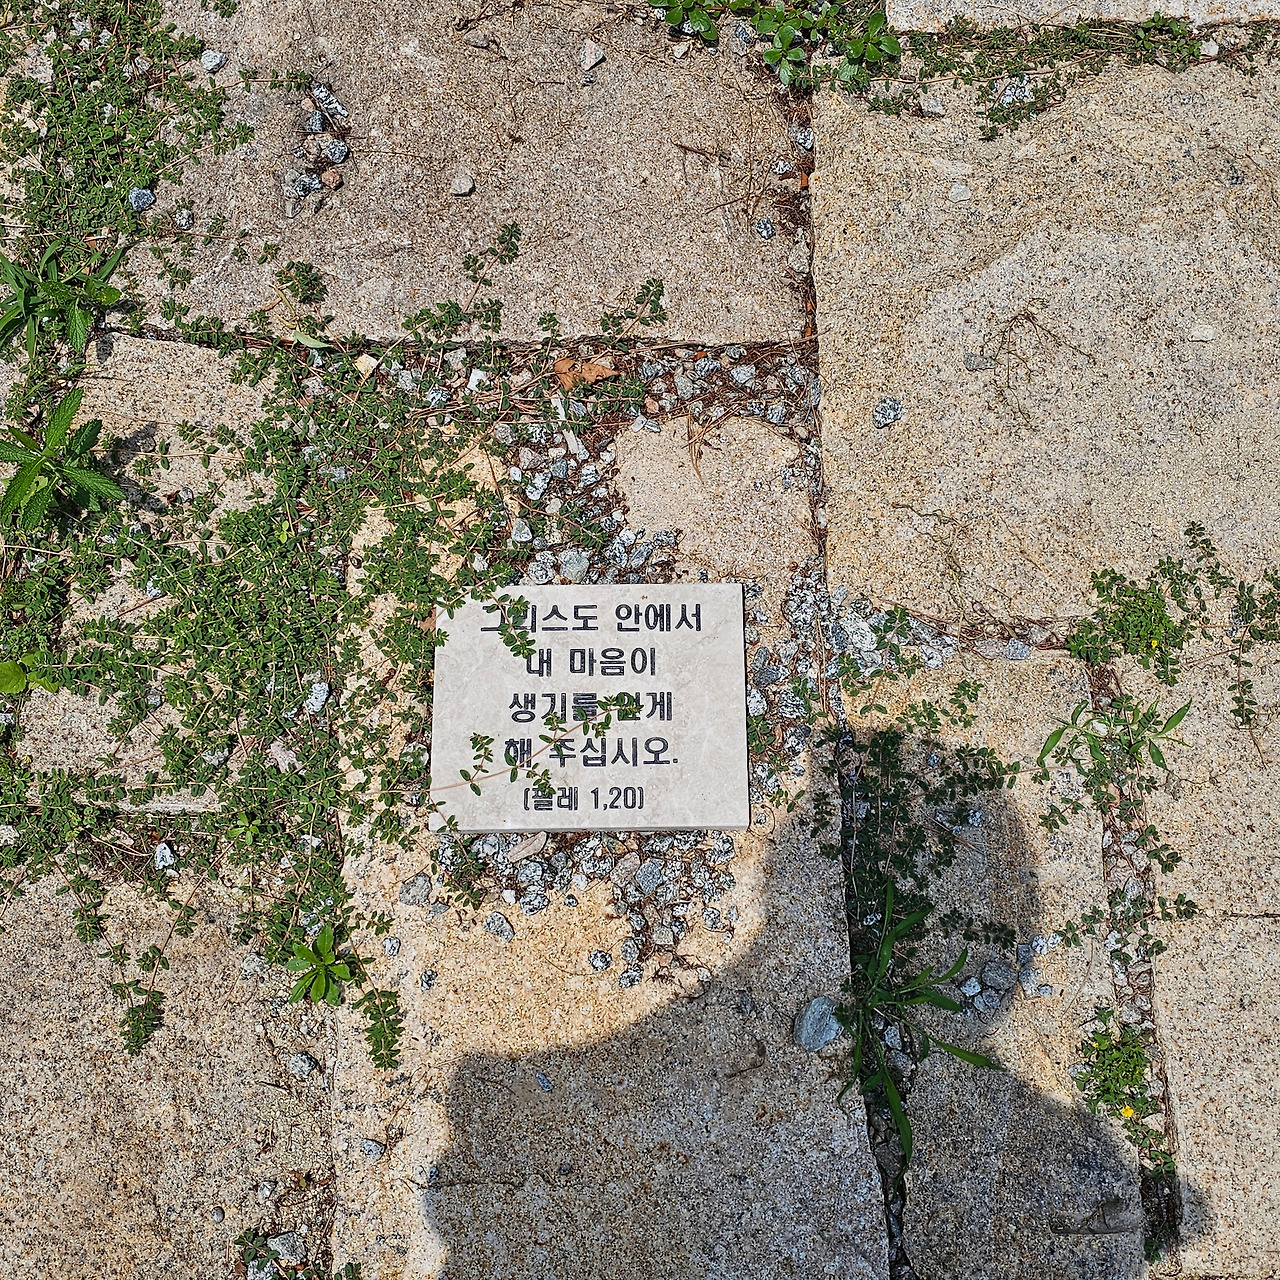 그리스도 안에서
내 마음이
생기를 얻게
해 주십시오.
(필레 1,20)